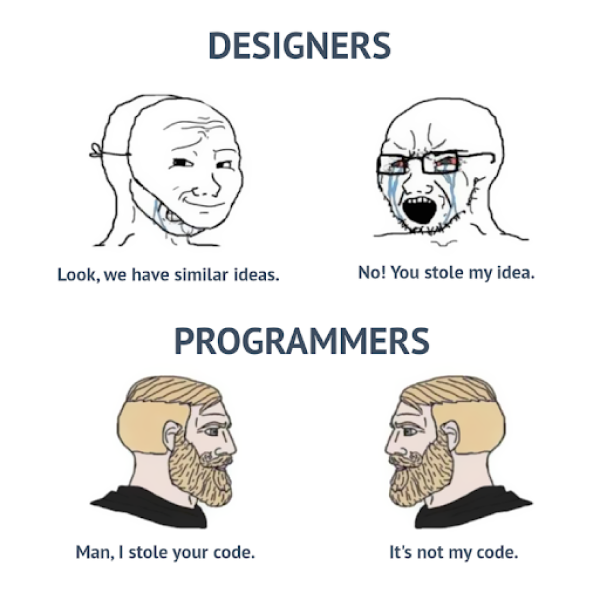 DESIGNERS
Look, we have similar ideas.
No! You stole my idea.
PROGRAMMERS
Man, I stole your code.
It's not my code.